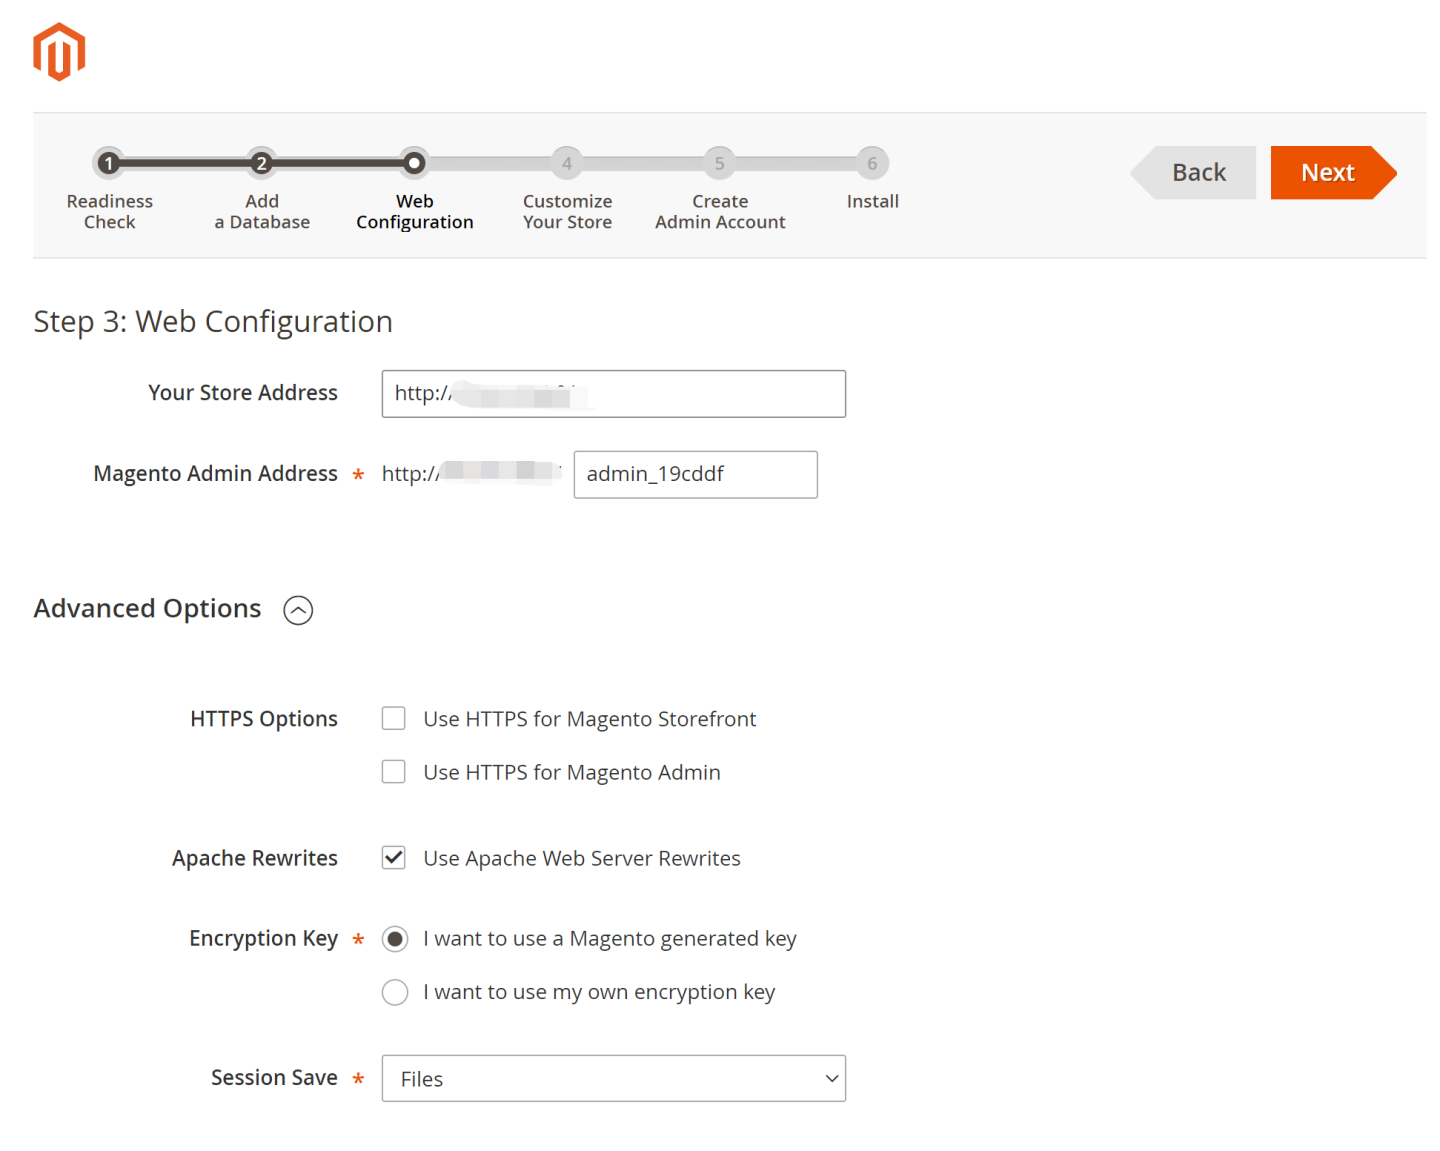 1 2 4 5 6
Readiness Check
Add a Database
Web Configuration
Customize Your Store
Create Admin Account
Install
Back
Next
Step 3: Web Configuration
Your Store Address http://
Magento Admin Address * http:// admin_19cddf
Advanced Options
HTTPS Options Use HTTPS for Magento Storefront
Use HTTPS for Magento Admin
Apache Rewrites Use Apache Web Server Rewrites
Encryption Key * I want to use a Magento generated key
I want to use my own encryption key
Session Save * Files